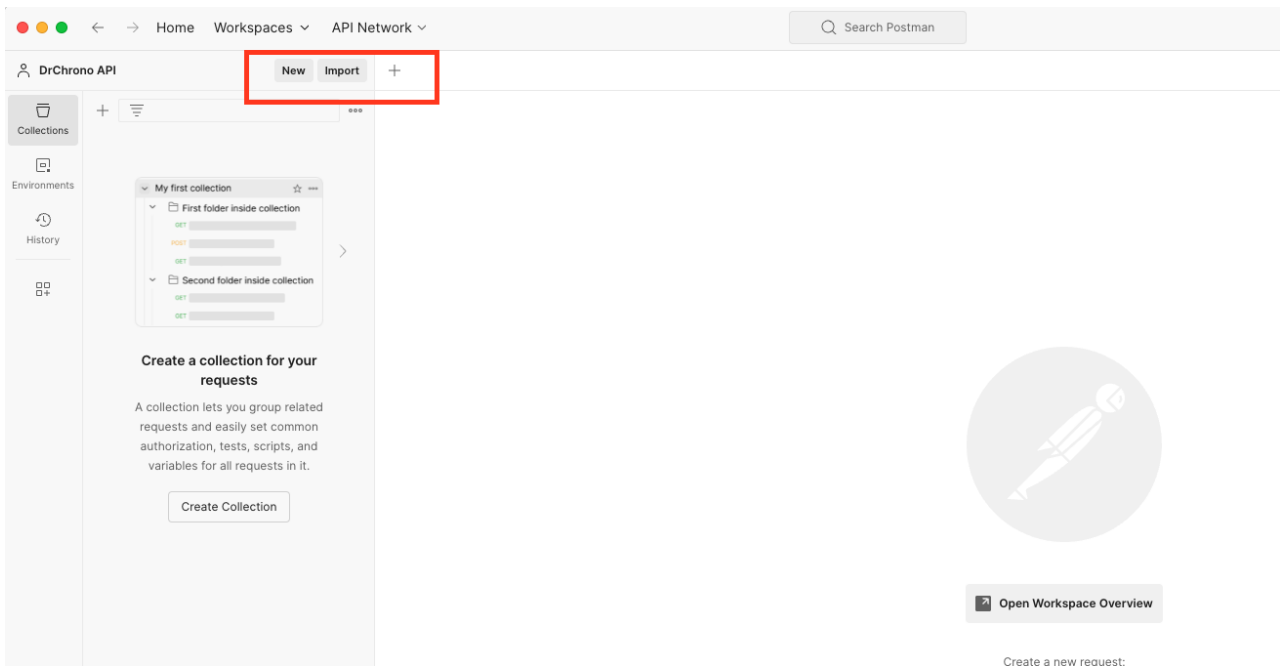 Home Workspaces API Network Search Postman
DrChrono API New Import
Collections
Environments
History
My first collection
First folder inside collection
GET
POST
GET
Second folder inside collection
GET
GET
Create a collection for your
requests
A collection lets you group related
requests and easily set common
authorization, tests, scripts, and
variables for all requests in it.
Create Collection
Open Workspace Overview
Create a new request: